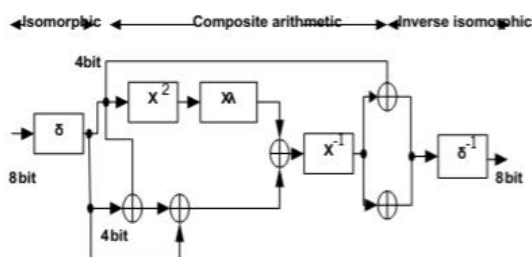 Isomorphic Composite arithmetic Inverse isomorphic
4bit
X² Xλ
δ X⁻¹ δ⁻¹
8bit 8bit
4bit